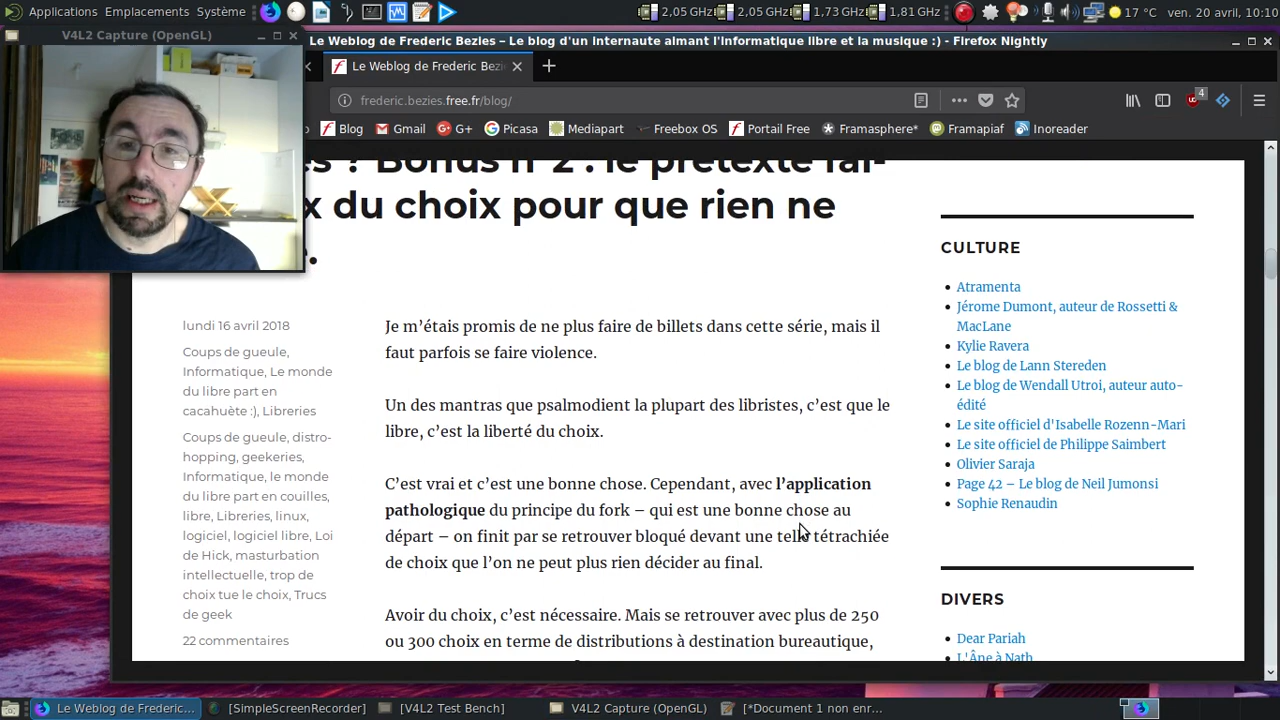 Applications Emplacements Système
2,05 GHz 2,05 GHz 1,73 GHz 1,81 GHz 17 °C ven. 20 avril, 10:10
V4L2 Capture (OpenGL)
Le Weblog de Frederic Bezies – Le blog d'un internaute aimant l'informatique libre et la musique :) - Firefox Nightly
Le Weblog de Frederic Bezi
frederic.bezies.free.fr/blog/
4
Blog Gmail G+ Picasa Mediapart Freebox OS Portail Free Framasphere* Framapiaf Inoreader
? Bonus n°2 : le prétexte fal-
x du choix pour que rien ne
lundi 16 avril 2018
Coups de gueule,
Informatique, Le monde
du libre part en
cacahuète :), Libreries
Coups de gueule, distro-
hopping, geekeries,
Informatique, le monde
du libre part en couilles,
libre, Libreries, linux,
logiciel, logiciel libre, Loi
de Hick, masturbation
intellectuelle, trop de
choix tue le choix, Trucs
de geek
22 commentaires
Je m’étais promis de ne plus faire de billets dans cette série, mais il
faut parfois se faire violence.
Un des mantras que psalmodient la plupart des libristes, c’est que le
libre, c’est la liberté du choix.
C’est vrai et c’est une bonne chose. Cependant, avec l’application
pathologique du principe du fork – qui est une bonne chose au
départ – on finit par se retrouver bloqué devant une telle tétrachiée
de choix que l’on ne peut plus rien décider au final.
Avoir du choix, c’est nécessaire. Mais se retrouver avec plus de 250
ou 300 choix en terme de distributions à destination bureautique,
CULTURE
Atramenta
Jérome Dumont, auteur de Rossetti &
MacLane
Kylie Ravera
Le blog de Lann Stereden
Le blog de Wendall Utroi, auteur auto-
édité
Le site officiel d'Isabelle Rozenn-Mari
Le site officiel de Philippe Saimbert
Olivier Saraja
Page 42 – Le blog de Neil Jumonsi
Sophie Renaudin
DIVERS
Dear Pariah
L'Âne à Nath
Le Weblog de Frederic... [SimpleScreenRecorder] [V4L2 Test Bench] V4L2 Capture (OpenGL) [*Document 1 non enr...